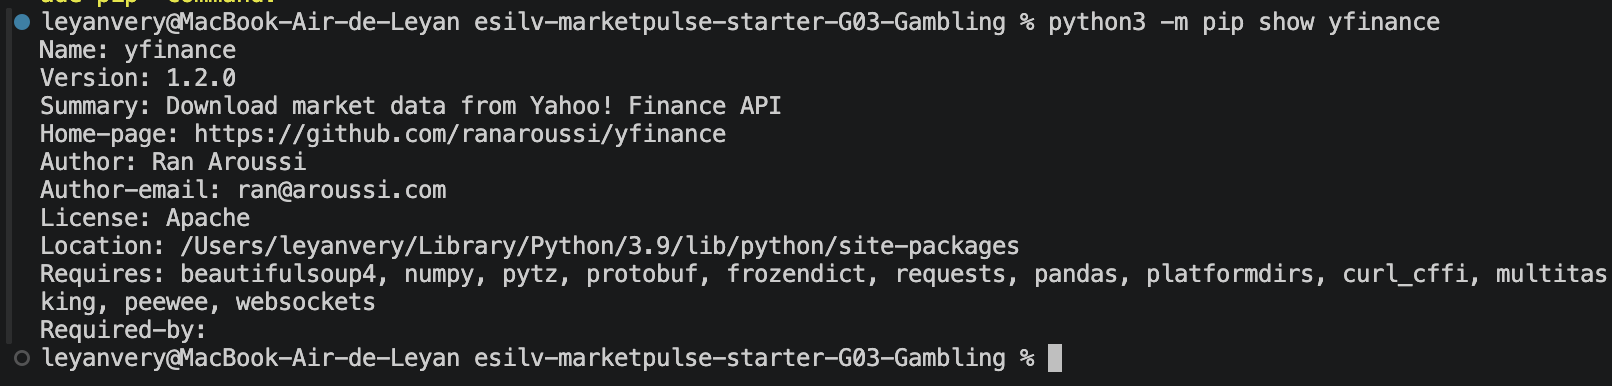 leyanvery@MacBook-Air-de-Leyan esilv-marketpulse-starter-G03-Gambling % python3 -m pip show yfinance
Name: yfinance
Version: 1.2.0
Summary: Download market data from Yahoo! Finance API
Home-page: https://github.com/ranaroussi/yfinance
Author: Ran Aroussi
Author-email: ran@aroussi.com
License: Apache
Location: /Users/leyanvery/Library/Python/3.9/lib/python/site-packages
Requires: beautifulsoup4, numpy, pytz, protobuf, frozendict, requests, pandas, platformdirs, curl_cffi, multitas
king, peewee, websockets
Required-by:
leyanvery@MacBook-Air-de-Leyan esilv-marketpulse-starter-G03-Gambling %